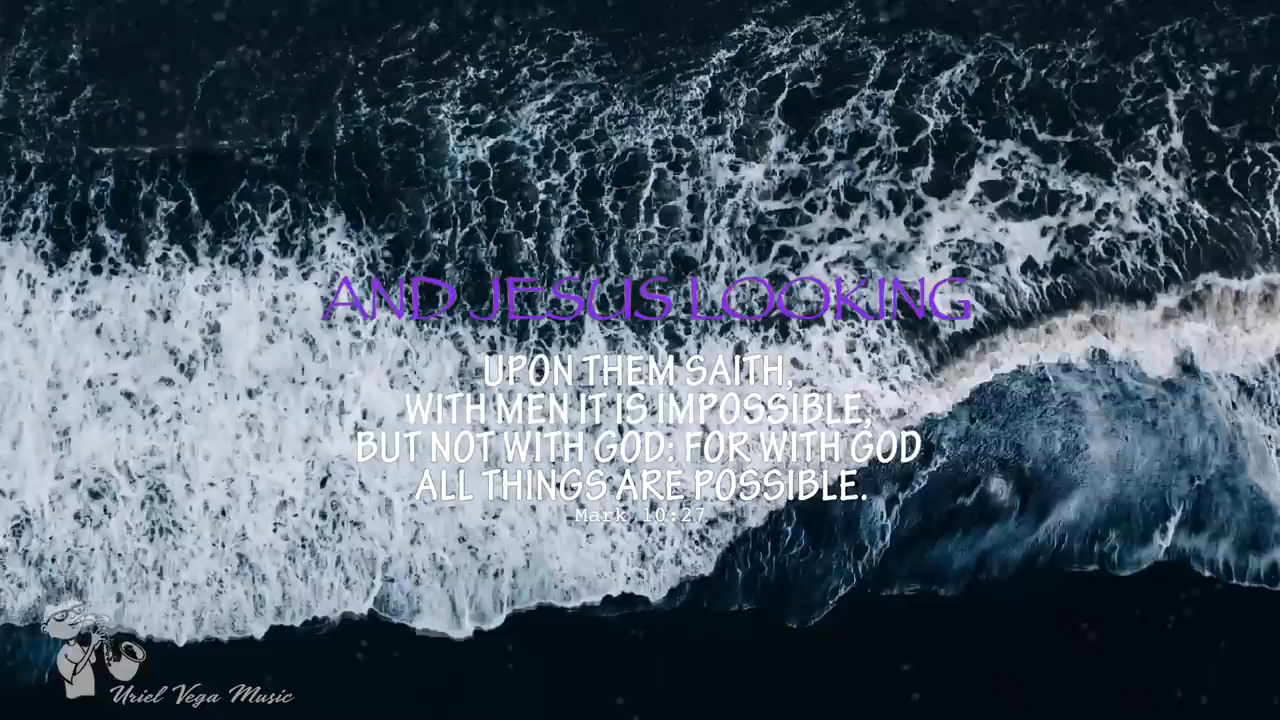 AND JESUS LOOKING
UPON THEM SAITH,
WITH MEN IT IS IMPOSSIBLE,
BUT NOT WITH GOD: FOR WITH GOD
ALL THINGS ARE POSSIBLE.
Mark 10:27
Uriel Vega Music